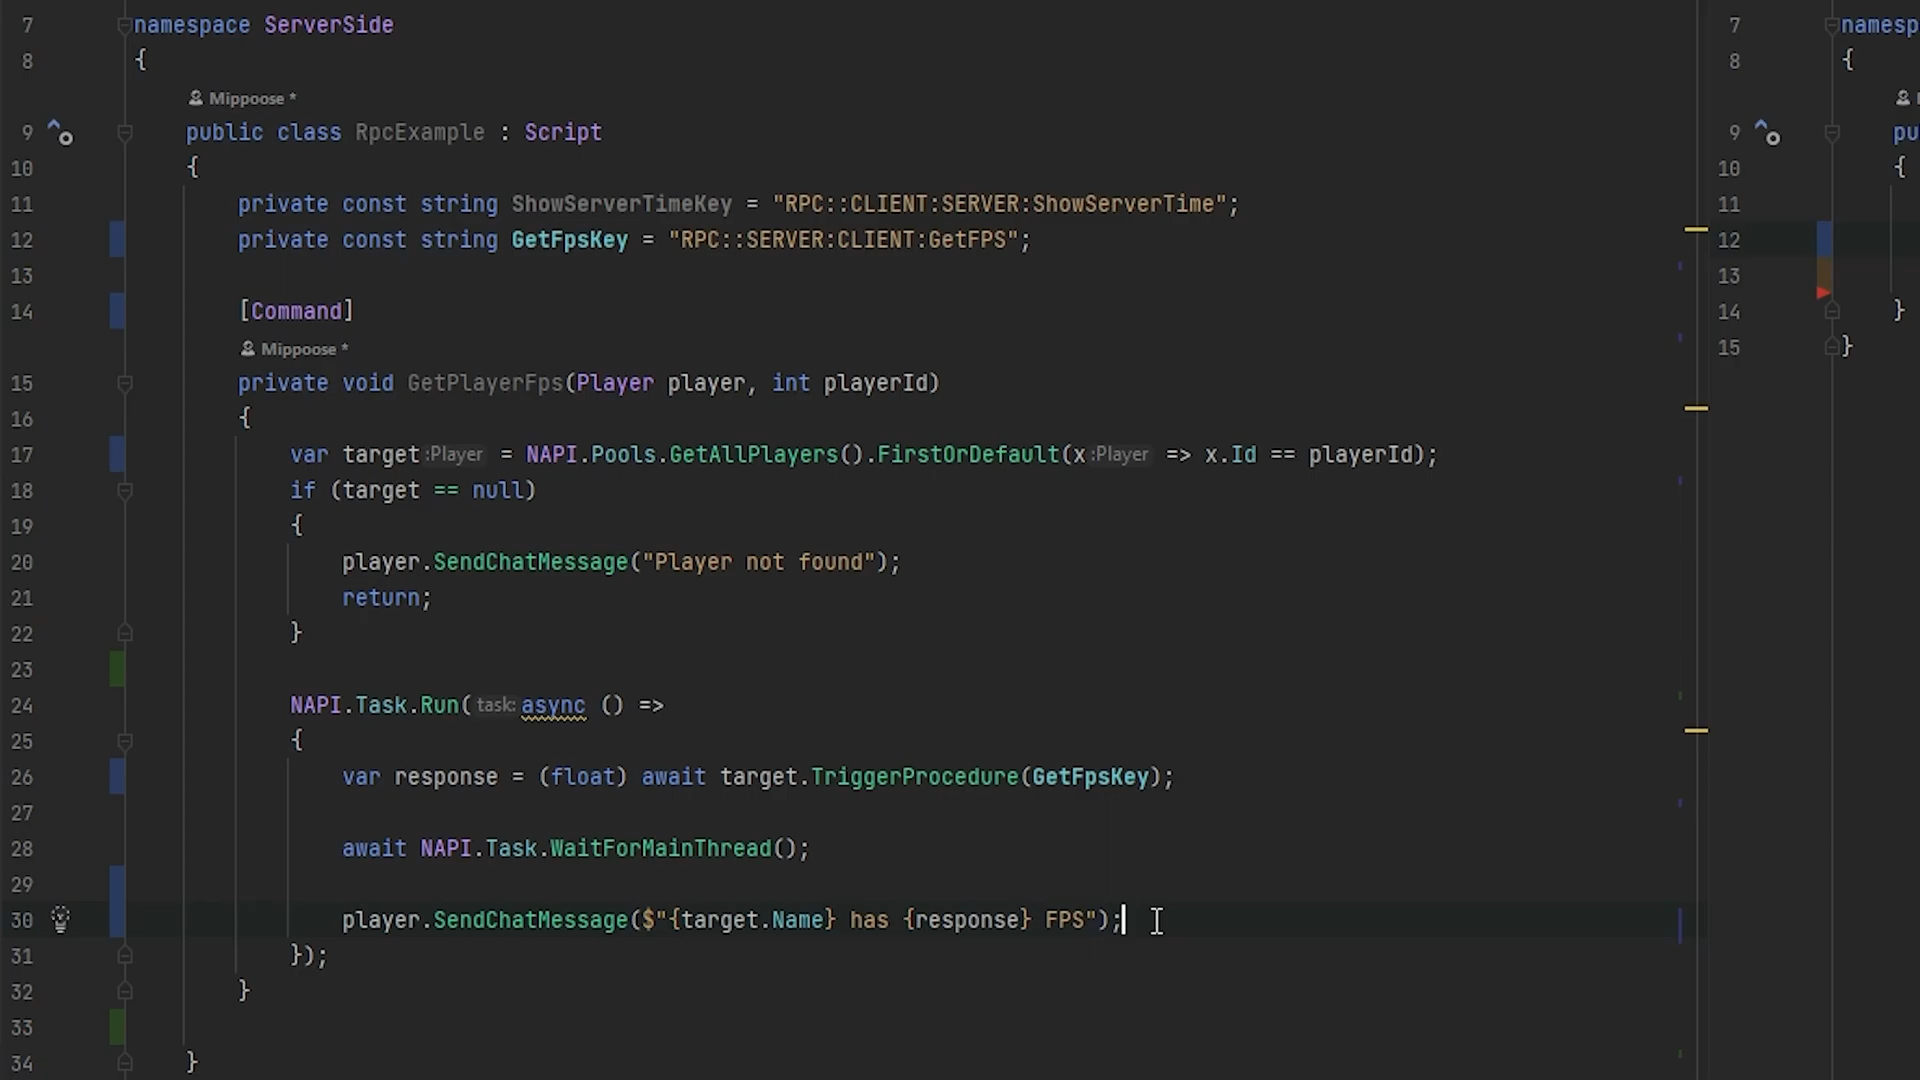 7 namespace ServerSide
8 {
Mippoose *
9 public class RpcExample : Script
10 {
11 private const string ShowServerTimeKey = "RPC::CLIENT:SERVER:ShowServerTime";
12 private const string GetFpsKey = "RPC::SERVER:CLIENT:GetFPS";
13
14 [Command]
Mippoose *
15 private void GetPlayerFps(Player player, int playerId)
16 {
17 var target :Player = NAPI.Pools.GetAllPlayers().FirstOrDefault(x :Player => x.Id == playerId);
18 if (target == null)
19 {
20 player.SendChatMessage("Player not found");
21 return;
22 }
23
24 NAPI.Task.Run( task: async () =>
25 {
26 var response = (float) await target.TriggerProcedure(GetFpsKey);
27
28 await NAPI.Task.WaitForMainThread();
29
30 player.SendChatMessage($"{target.Name} has {response} FPS");
31 });
32 }
33
34 }
7 namesp
8 {
9 pu
10 {
11
12
13
14 }
15 }